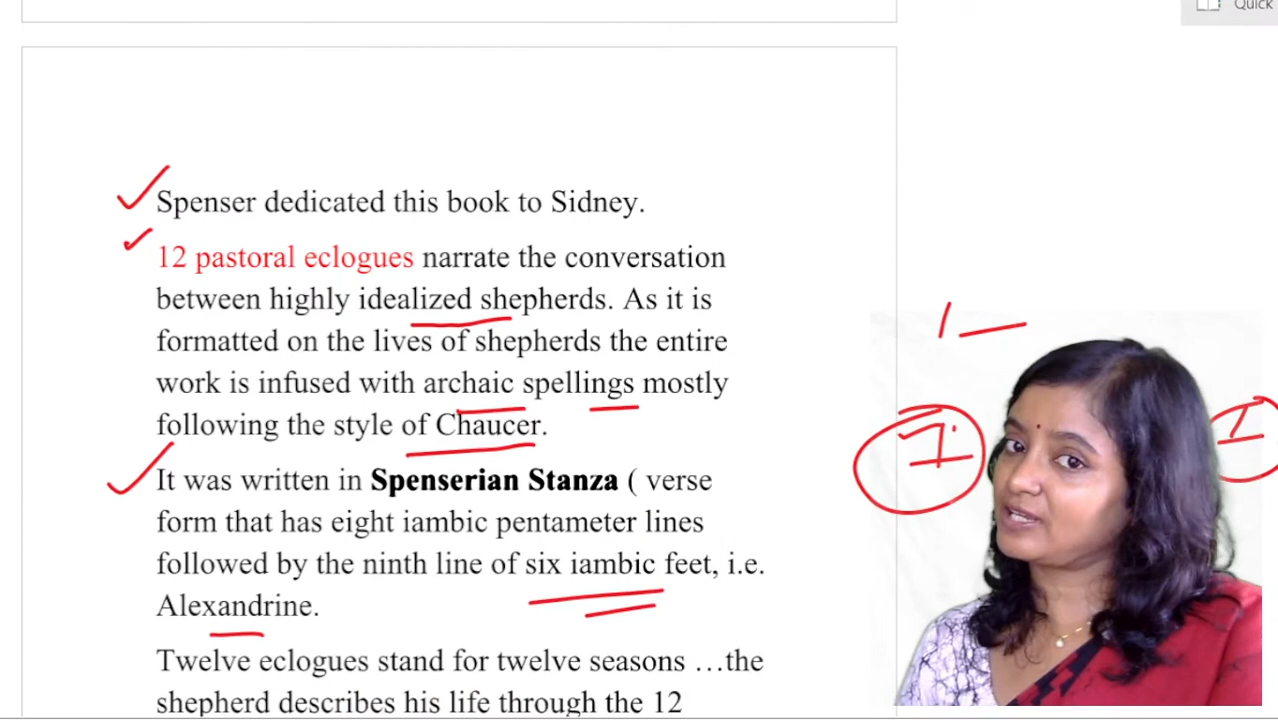 Quick
Spenser dedicated this book to Sidney.
12 pastoral eclogues narrate the conversation
between highly idealized shepherds. As it is
formatted on the lives of shepherds the entire
work is infused with archaic spellings mostly
following the style of Chaucer.
It was written in Spenserian Stanza ( verse
form that has eight iambic pentameter lines
followed by the ninth line of six iambic feet, i.e.
Alexandrine.
Twelve eclogues stand for twelve seasons …the
shepherd describes his life through the 12